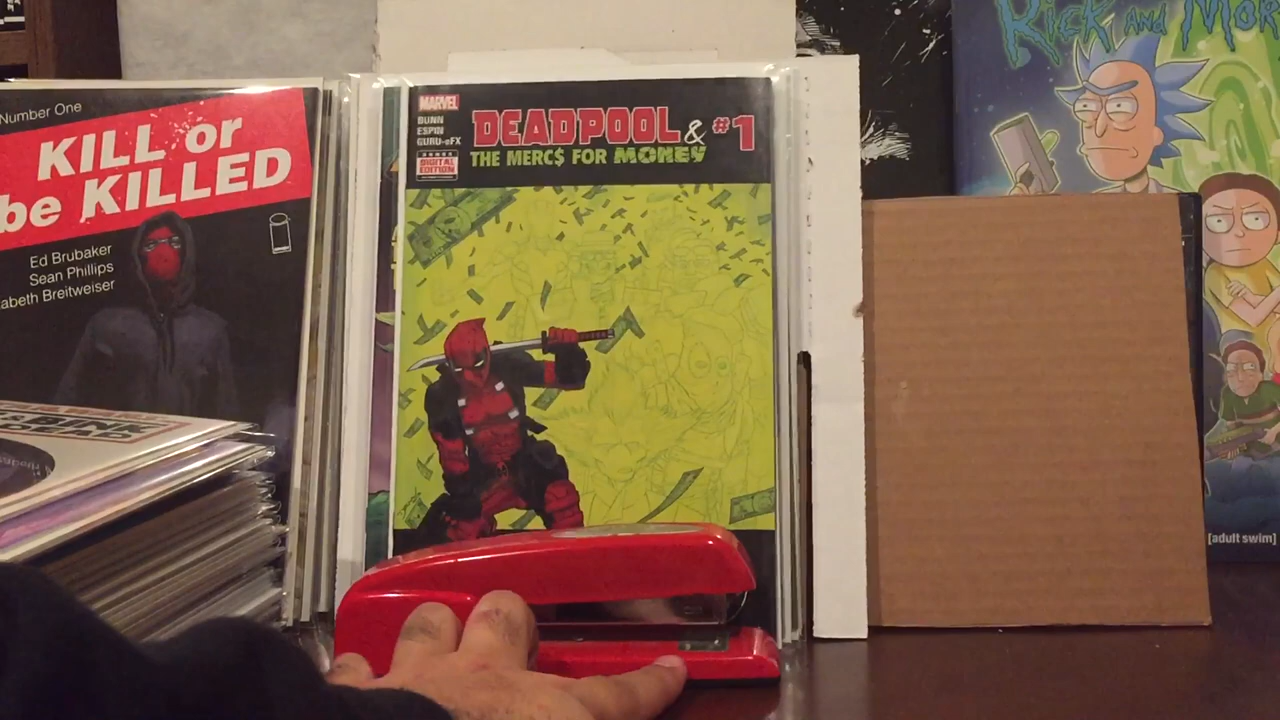 Number One
KILL or
be KILLED
Ed Brubaker
Sean Phillips
zabeth Breitweiser
MARVEL
BUNN
ESPIN
GURU-eFX
DIGITAL
EDITION
DEADPOOL & #1
THE MERC$ FOR MONEY
RICK AND MOR
[adult swim]